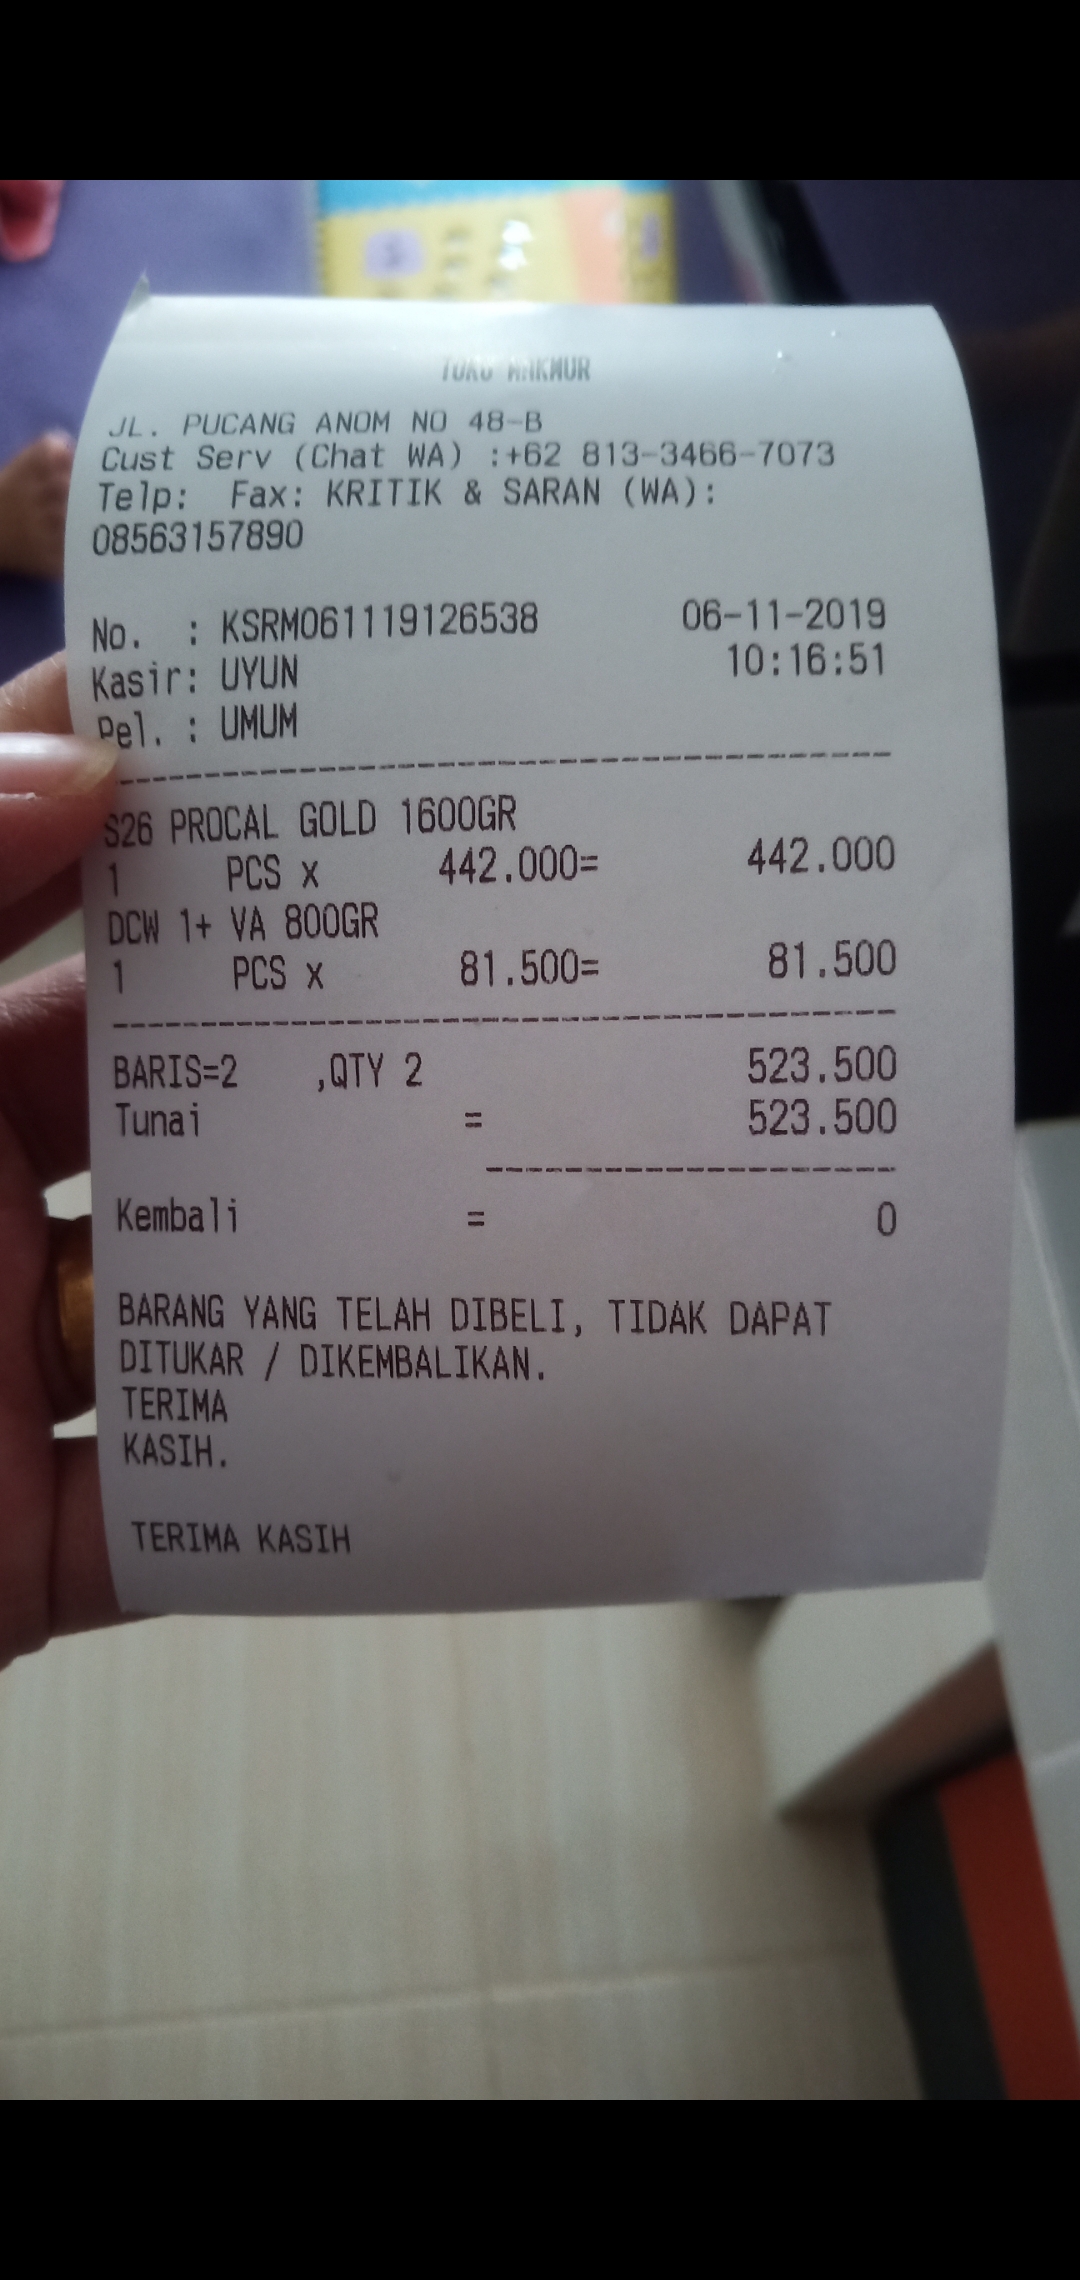 TOKO MAKMUR
JL. PUCANG ANOM NO 48-B
Cust Serv (Chat WA) :+62 813-3466-7073
Telp: Fax: KRITIK & SARAN (WA):
08563157890
No. : KSRM061119126538 06-11-2019
Kasir: UYUN 10:16:51
Pel. : UMUM
S26 PROCAL GOLD 1600GR
1 PCS x 442.000= 442.000
DCW 1+ VA 800GR
1 PCS x 81.500= 81.500
BARIS=2 ,QTY 2 523.500
Tunai = 523.500
Kembali = 0
BARANG YANG TELAH DIBELI, TIDAK DAPAT
DITUKAR / DIKEMBALIKAN.
TERIMA
KASIH.
TERIMA KASIH